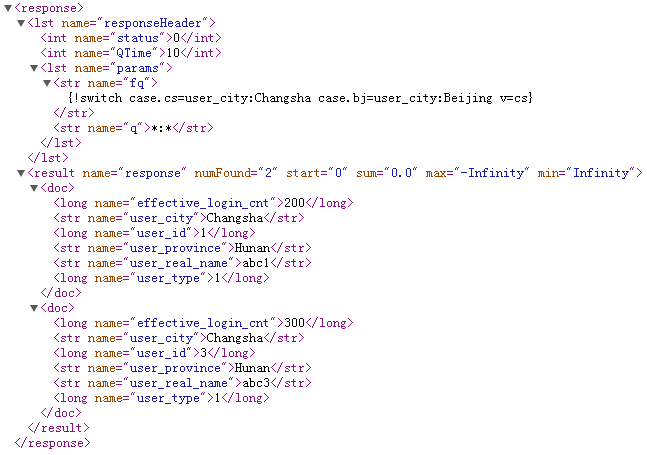 ▼<response>
▼<lst name="responseHeader">
<int name="status">0</int>
<int name="QTime">10</int>
▼<lst name="params">
▼<str name="fq">
{!switch case.cs=user_city:Changsha case.bj=user_city:Beijing v=cs}
</str>
<str name="q">*:*</str>
</lst>
</lst>
▼<result name="response" numFound="2" start="0" sum="0.0" max="-Infinity" min="Infinity">
▼<doc>
<long name="effective_login_cnt">200</long>
<str name="user_city">Changsha</str>
<long name="user_id">1</long>
<str name="user_province">Hunan</str>
<str name="user_real_name">abc1</str>
<long name="user_type">1</long>
</doc>
▼<doc>
<long name="effective_login_cnt">300</long>
<str name="user_city">Changsha</str>
<long name="user_id">3</long>
<str name="user_province">Hunan</str>
<str name="user_real_name">abc3</str>
<long name="user_type">1</long>
</doc>
</result>
</response>